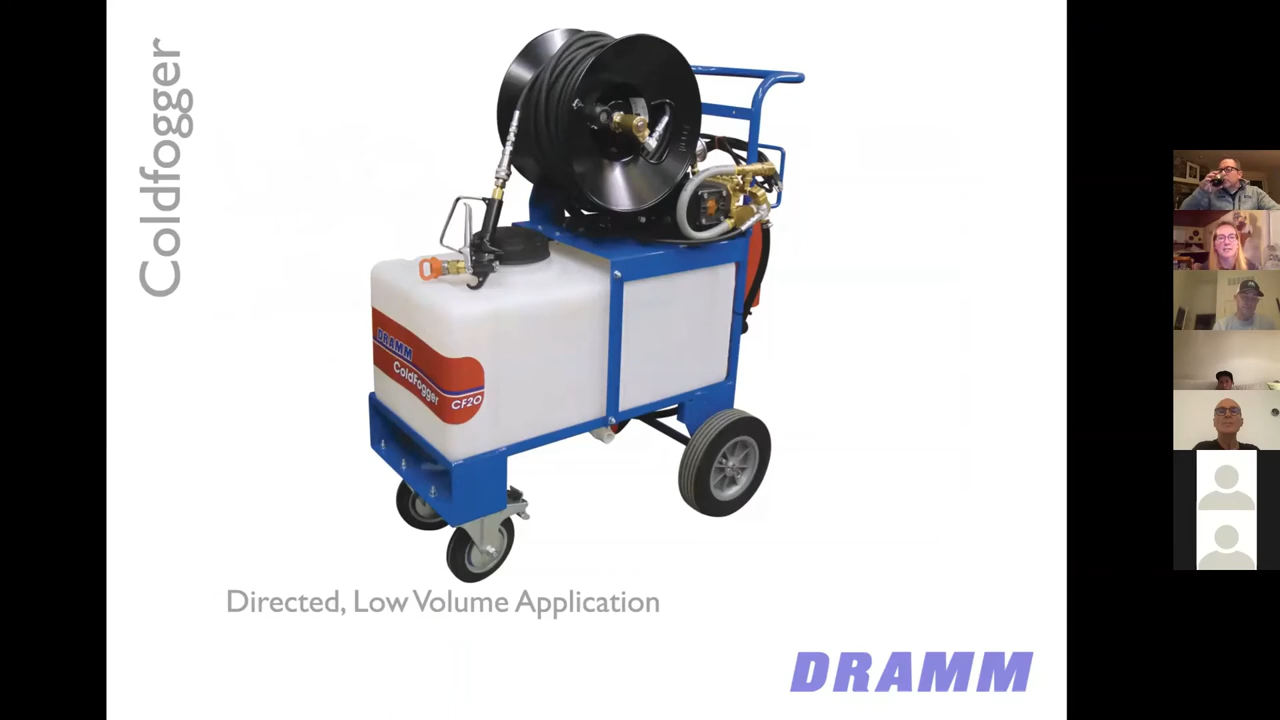 Coldfogger
DRAMM
ColdFogger
CF20
Directed, Low Volume Application
DRAMM